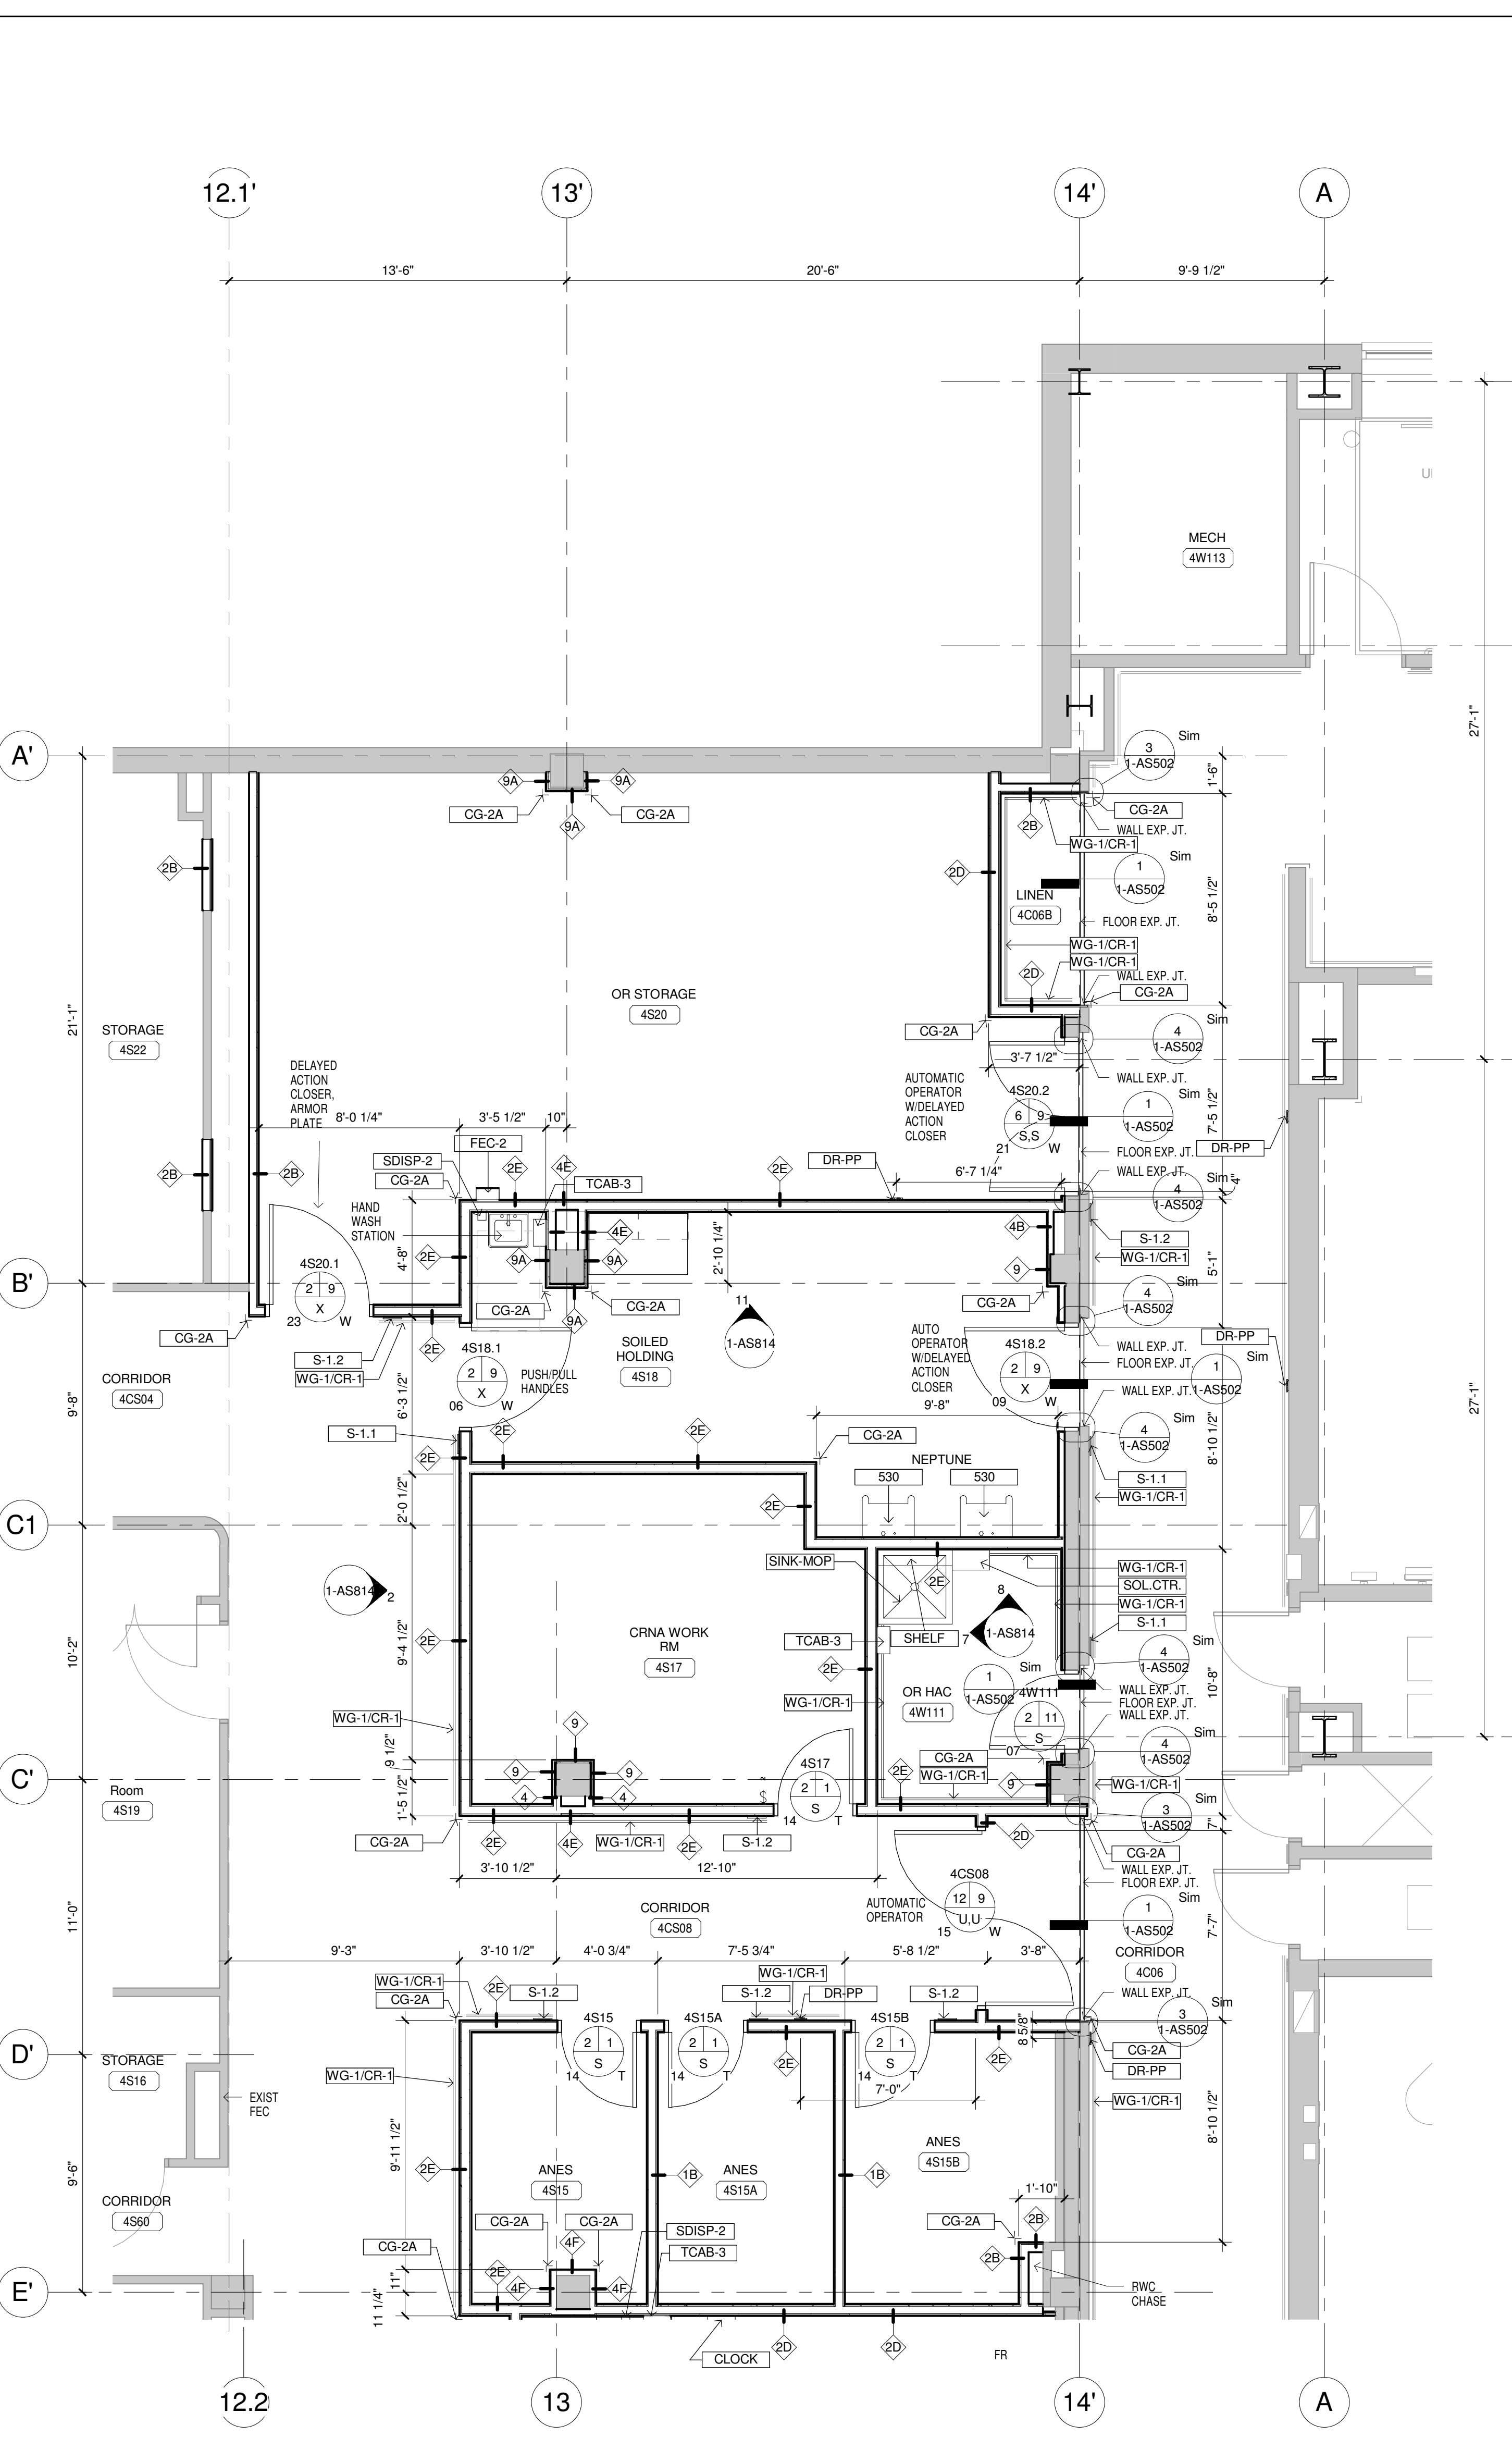 12.1'
13'
14'
A
13'-6"
20'-6"
9'-9 1/2"
MECH
4W113
27'-1"
A'
3
1-AS502
Sim
1'-6"
9A
9A
9A
CG-2A
CG-2A
CG-2A
WALL EXP. JT.
2B
WG-1/CR-1
2B
2D
1
1-AS502
Sim
LINEN
4C06B
8'-5 1/2"
FLOOR EXP. JT.
WG-1/CR-1
WG-1/CR-1
2D
WALL EXP. JT.
CG-2A
OR STORAGE
4S20
21'-1"
STORAGE
4S22
CG-2A
4
1-AS502
Sim
3'-7 1/2"
DELAYED
ACTION
CLOSER,
ARMOR
PLATE
AUTOMATIC
OPERATOR
W/DELAYED
ACTION
CLOSER
WALL EXP. JT.
4S20.2
6
9
S,S
21
W
1
1-AS502
Sim
7'-5 1/2"
8'-0 1/4"
3'-5 1/2"
10"
FEC-2
SDISP-2
CG-2A
2E
4E
TCAB-3
2E
DR-PP
6'-7 1/4"
FLOOR EXP. JT.
DR-PP
WALL EXP. JT.
4
1-AS502
Sim
4"
2B
2B
HAND
WASH
STATION
4'-8"
2E
4E
9A
9A
9A
2'-10 1/4"
4B
9
S-1.2
WG-1/CR-1
5'-1"
B'
4S20.1
2
9
X
23
W
CG-2A
CG-2A
CG-2A
CG-2A
2E
4
1-AS502
Sim
11
1-AS814
SOILED
HOLDING
4S18
S-1.2
WG-1/CR-1
4S18.1
2
9
X
06
W
PUSH/PULL
HANDLES
AUTO
OPERATOR
W/DELAYED
ACTION
CLOSER
4S18.2
2
9
X
09
W
WALL EXP. JT.
FLOOR EXP. JT.
WALL EXP. JT.
DR-PP
1
1-AS502
Sim
CORRIDOR
4CS04
9'-8"
6'-3 1/2"
9'-8"
27'-1"
S-1.1
2E
2E
2E
CG-2A
4
1-AS502
Sim
8'-10 1/2"
NEPTUNE
530
530
S-1.1
WG-1/CR-1
2'-0 1/2"
2E
C1
SINK-MOP
2E
WG-1/CR-1
SOL.CTR.
WG-1/CR-1
S-1.1
1-AS814
2
8
7
1-AS814
SHELF
TCAB-3
2E
CRNA WORK
RM
4S17
2E
9'-4 1/2"
10'-2"
4
1-AS502
Sim
10'-8"
1
1-AS502
Sim
OR HAC
4W111
4W111
2
11
S
07
WG-1/CR-1
WG-1/CR-1
WALL EXP. JT.
FLOOR EXP. JT.
WALL EXP. JT.
4
1-AS502
Sim
9 1/2"
9
9
9
4
4
C'
4S17
2
1
S
14
T
CG-2A
WG-1/CR-1
2E
9
WG-1/CR-1
Room
4S19
1'-5 1/2"
3
1-AS502
Sim
7"
CG-2A
2E
4E
WG-1/CR-1
2E
S-1.2
2D
CG-2A
WALL EXP. JT.
FLOOR EXP. JT.
3'-10 1/2"
12'-10"
4CS08
12
9
U,U
15
W
AUTOMATIC
OPERATOR
CORRIDOR
4CS08
1
1-AS502
Sim
7'-7"
11'-0"
9'-3"
3'-10 1/2"
4'-0 3/4"
7'-5 3/4"
5'-8 1/2"
3'-8"
CORRIDOR
4C06
WG-1/CR-1
CG-2A
2E
S-1.2
WG-1/CR-1
S-1.2
DR-PP
S-1.2
WALL EXP. JT.
3
1-AS502
Sim
4S15
2
1
S
14
T
4S15A
2
1
S
14
T
4S15B
2
1
S
14
T
2E
2E
8 5/8"
CG-2A
DR-PP
D'
STORAGE
4S16
WG-1/CR-1
7'-0"
WG-1/CR-1
EXIST
FEC
9'-11 1/2"
8'-10 1/2"
9'-6"
2E
ANES
4S15
1B
ANES
4S15A
1B
ANES
4S15B
1'-10"
CORRIDOR
4S60
CG-2A
CG-2A
SDISP-2
TCAB-3
CG-2A
2B
CG-2A
4F
4F
4F
2E
2B
11"
11 1/4"
E'
RWC
CHASE
2D
2D
CLOCK
FR
12.2
13
14'
A